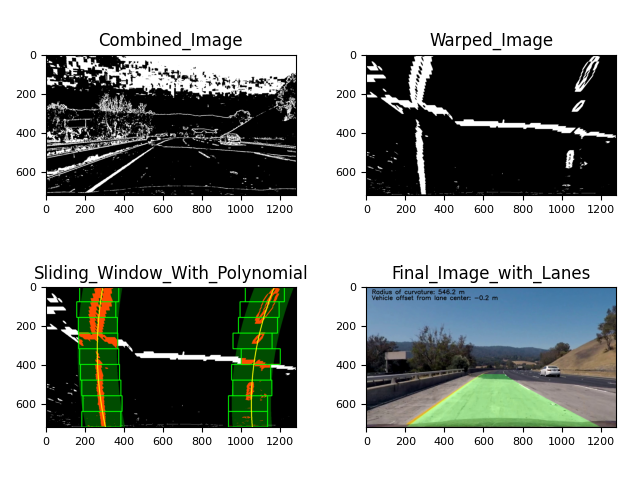 Combined_Image
Warped_Image
0
200
400
600
0 200 400 600 800 1000 1200
0
200
400
600
0 200 400 600 800 1000 1200
Sliding_Window_With_Polynomial
Final_Image_with_Lanes
0
200
400
600
0 200 400 600 800 1000 1200
0
200
400
600
0 200 400 600 800 1000 1200
Radius of curvature: 546.2 m
Vehicle offset from lane center: -0.2 m